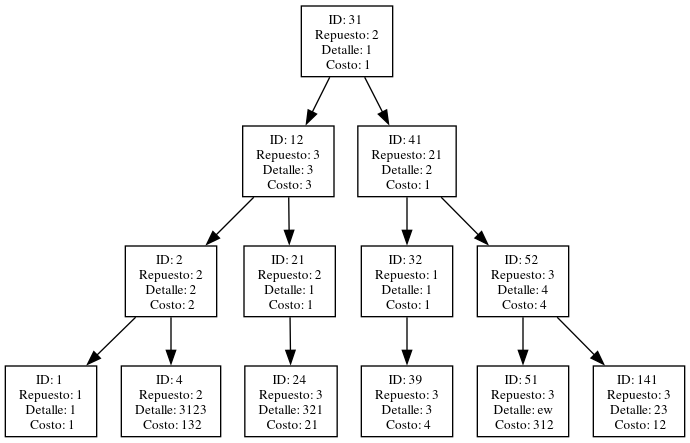 ID: 31
Repuesto: 2
Detalle: 1
Costo: 1
ID: 12
Repuesto: 3
Detalle: 3
Costo: 3
ID: 41
Repuesto: 21
Detalle: 2
Costo: 1
ID: 2
Repuesto: 2
Detalle: 2
Costo: 2
ID: 21
Repuesto: 2
Detalle: 1
Costo: 1
ID: 32
Repuesto: 1
Detalle: 1
Costo: 1
ID: 52
Repuesto: 3
Detalle: 4
Costo: 4
ID: 1
Repuesto: 1
Detalle: 1
Costo: 1
ID: 4
Repuesto: 2
Detalle: 3123
Costo: 132
ID: 24
Repuesto: 3
Detalle: 321
Costo: 21
ID: 39
Repuesto: 3
Detalle: 3
Costo: 4
ID: 51
Repuesto: 3
Detalle: ew
Costo: 312
ID: 141
Repuesto: 3
Detalle: 23
Costo: 12